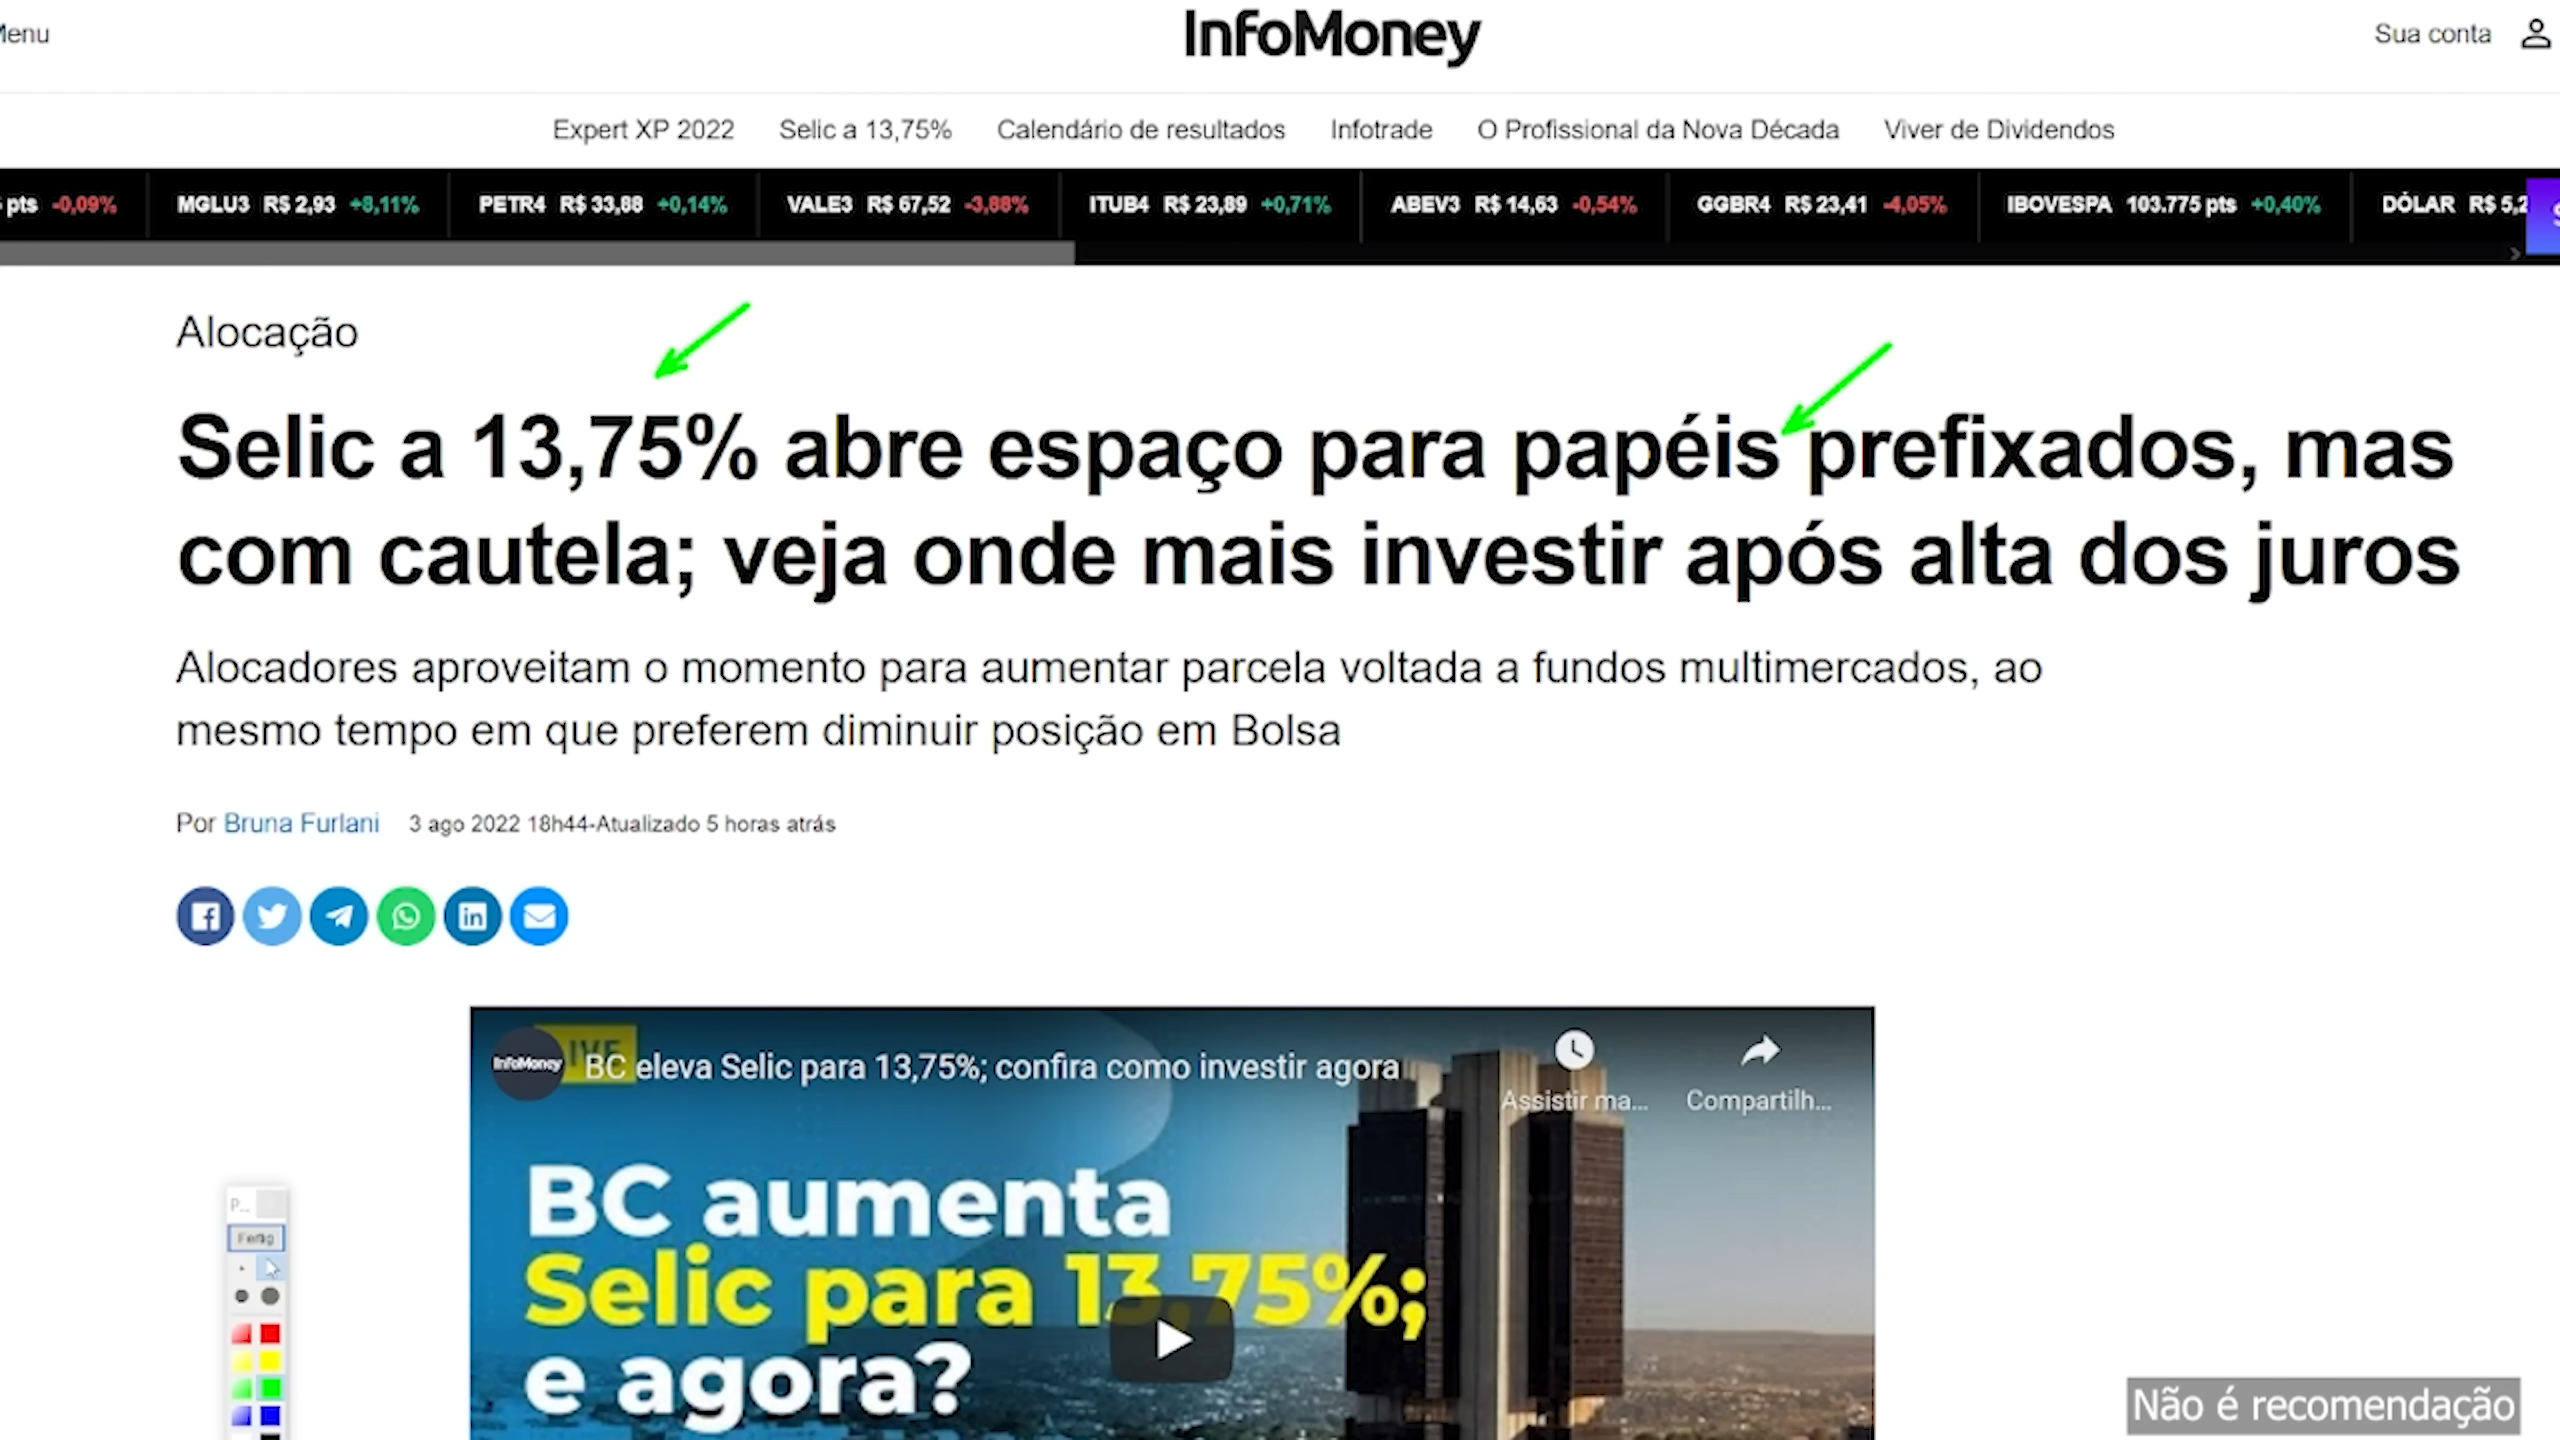 Menu
InfoMoney
Sua conta
Expert XP 2022 Selic a 13,75% Calendário de resultados Infotrade O Profissional da Nova Década Viver de Dividendos
pts -0,09% MGLU3 R$ 2,93 +8,11% PETR4 R$ 33,88 +0,14% VALE3 R$ 67,52 -3,88% ITUB4 R$ 23,89 +0,71% ABEV3 R$ 14,63 -0,54% GGBR4 R$ 23,41 -4,05% IBOVESPA 103.775 pts +0,40% DÓLAR R$ 5,2
Alocação
Selic a 13,75% abre espaço para papéis prefixados, mas
com cautela; veja onde mais investir após alta dos juros
Alocadores aproveitam o momento para aumentar parcela voltada a fundos multimercados, ao
mesmo tempo em que preferem diminuir posição em Bolsa
Por Bruna Furlani 3 ago 2022 18h44-Atualizado 5 horas atrás
InfoMoney BC eleva Selic para 13,75%; confira como investir agora
Assistir ma... Compartilh...
BC aumenta
Selic para 13,75%;
e agora?
P...
Fertig
Não é recomendação